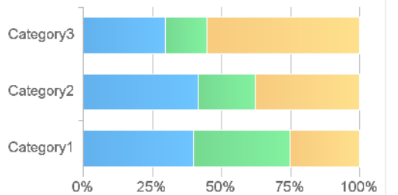 Category3
Category2
Category1
0% 25% 50% 75% 100%